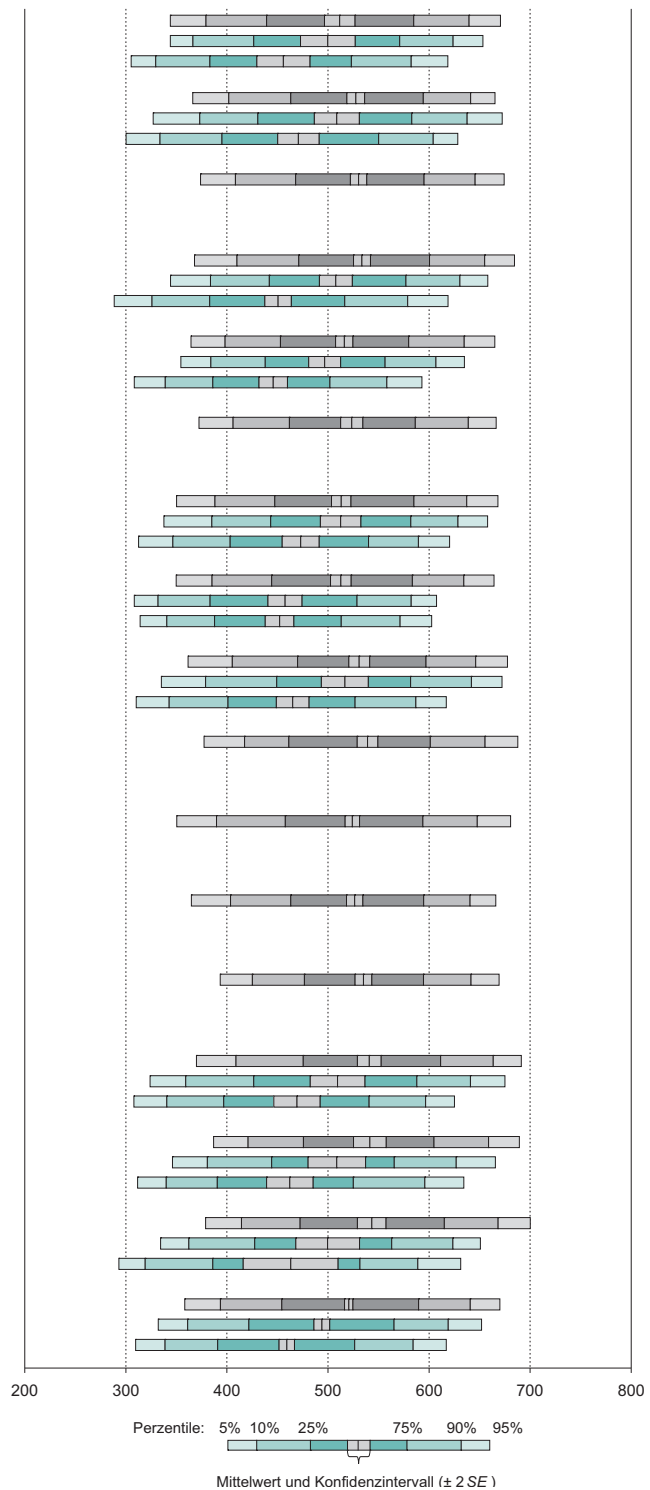 200 300 400 500 600 700 800
Perzentile: 5% 10% 25% 75% 90% 95%
Mittelwert und Konfidenzintervall (± 2 SE )